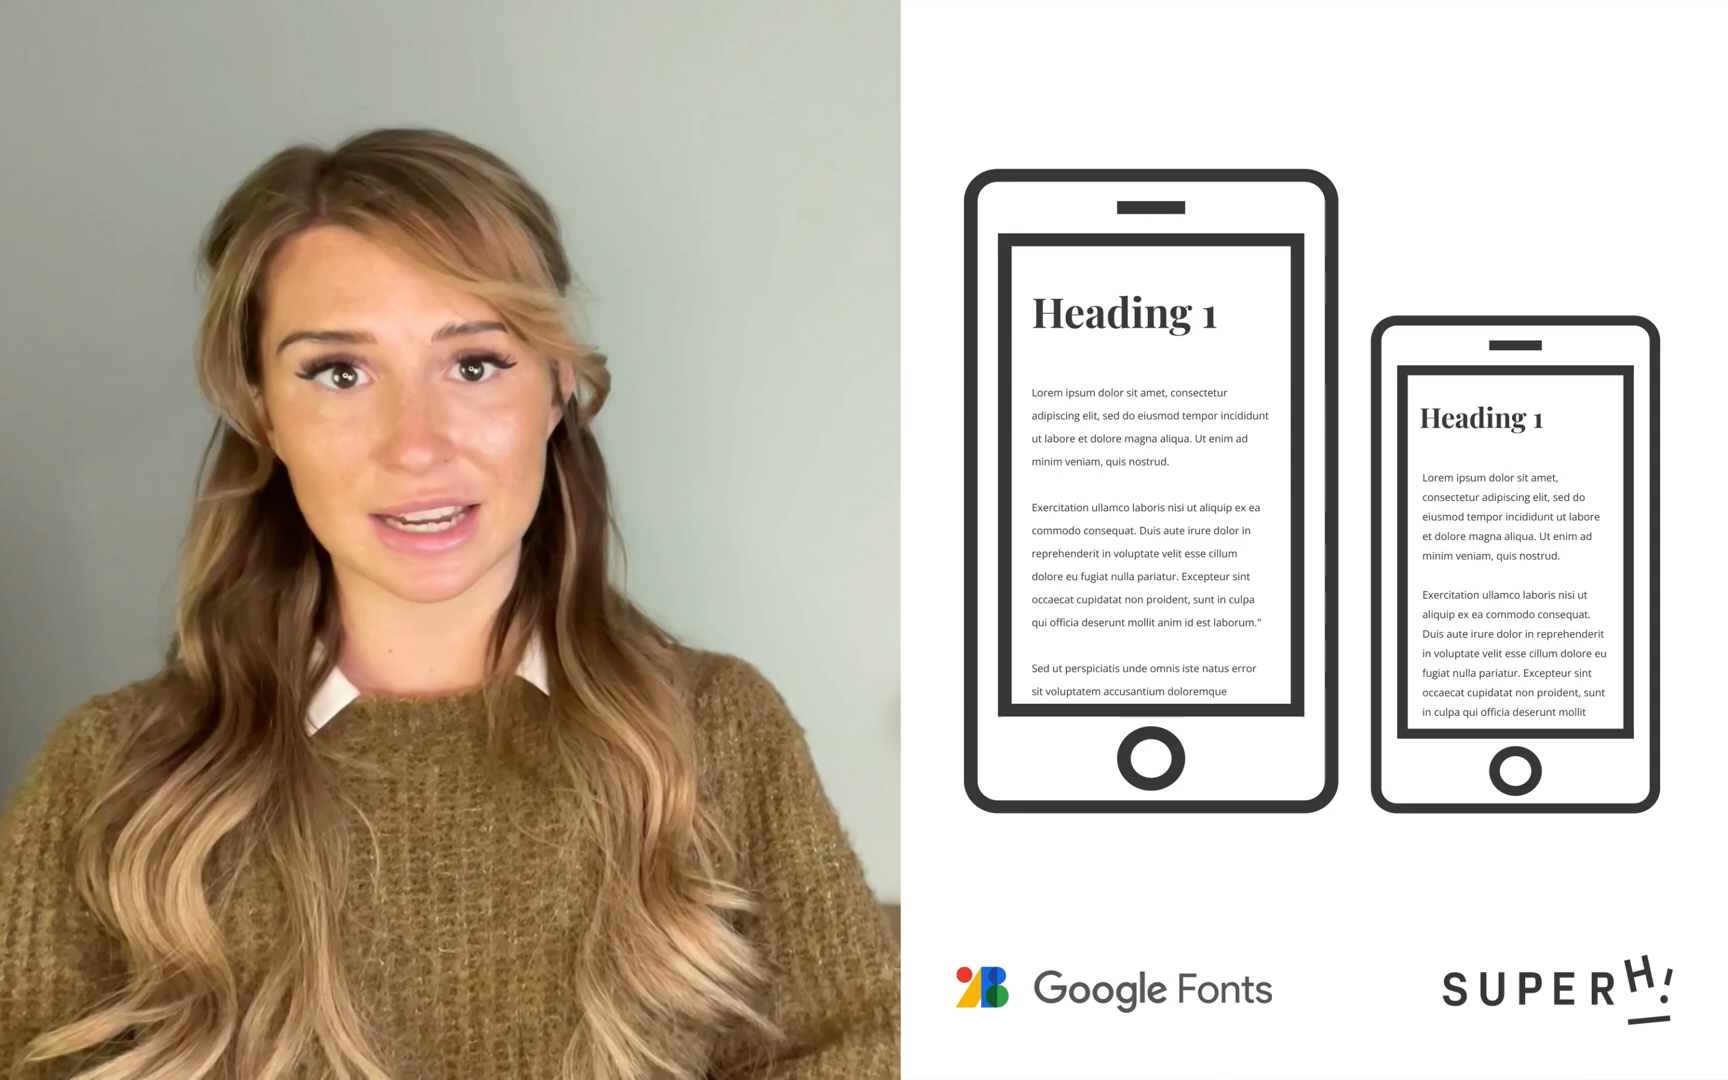 Heading 1
Lorem ipsum dolor sit amet, consectetur
adipiscing elit, sed do eiusmod tempor incididunt
ut labore et dolore magna aliqua. Ut enim ad
minim veniam, quis nostrud.
Exercitation ullamco laboris nisi ut aliquip ex ea
commodo consequat. Duis aute irure dolor in
reprehenderit in voluptate velit esse cillum
dolore eu fugiat nulla pariatur. Excepteur sint
occaecat cupidatat non proident, sunt in culpa
qui officia deserunt mollit anim id est laborum."
Sed ut perspiciatis unde omnis iste natus error
sit voluptatem accusantium doloremque
Heading 1
Lorem ipsum dolor sit amet,
consectetur adipiscing elit, sed do
eiusmod tempor incididunt ut labore
et dolore magna aliqua. Ut enim ad
minim veniam, quis nostrud.
Exercitation ullamco laboris nisi ut
aliquip ex ea commodo consequat.
Duis aute irure dolor in reprehenderit
in voluptate velit esse cillum dolore eu
fugiat nulla pariatur. Excepteur sint
occaecat cupidatat non proident, sunt
in culpa qui officia deserunt mollit
Google Fonts
SUPERH!